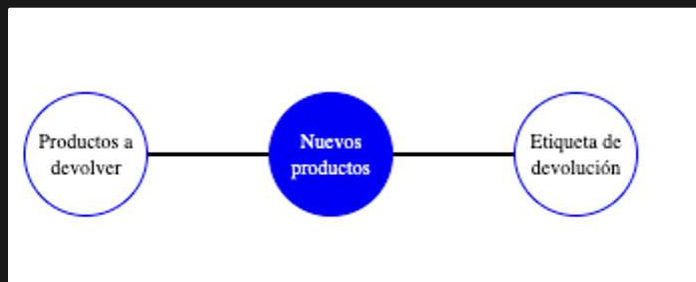 Productos a
devolver
Nuevos
productos
Etiqueta de
devolución